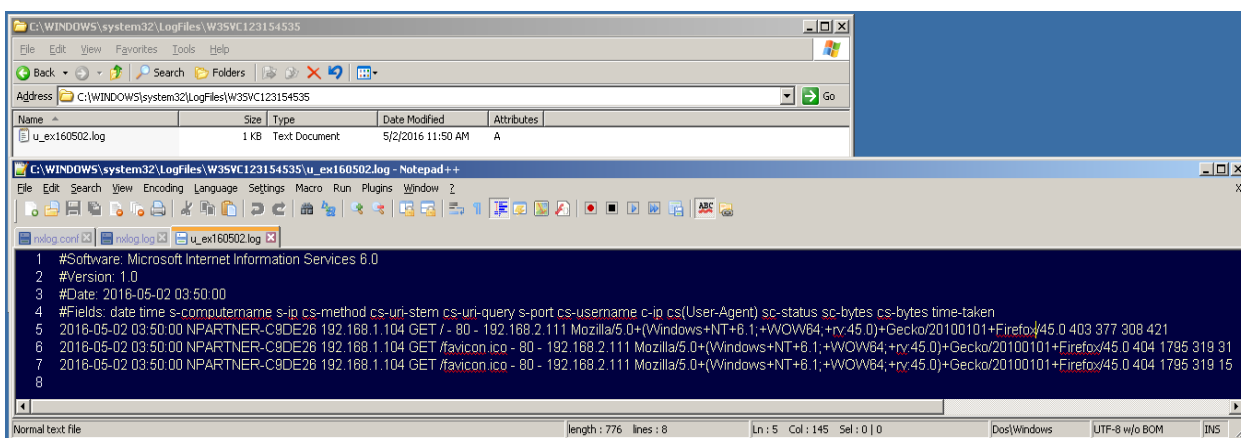 C:\WINDOWS\system32\LogFiles\W3SVC123154535
File Edit View Favorites Tools Help
Back Search Folders
Address C:\WINDOWS\system32\LogFiles\W3SVC123154535 Go
Name Size Type Date Modified Attributes
u_ex160502.log 1 KB Text Document 5/2/2016 11:50 AM A
C:\WINDOWS\system32\LogFiles\W3SVC123154535\u_ex160502.log - Notepad++
File Edit Search View Encoding Language Settings Macro Run Plugins Window ? X
ABC
nxlog.conf nxlog.log u_ex160502.log
1 #Software: Microsoft Internet Information Services 6.0
2 #Version: 1.0
3 #Date: 2016-05-02 03:50:00
4 #Fields: date time s-computername s-ip cs-method cs-uri-stem cs-uri-query s-port cs-username c-ip cs(User-Agent) sc-status sc-bytes cs-bytes time-taken
5 2016-05-02 03:50:00 NPARTNER-C9DE26 192.168.1.104 GET / - 80 - 192.168.2.111 Mozilla/5.0+(Windows+NT+6.1;+WOW64;+rv:45.0)+Gecko/20100101+Firefox/45.0 403 377 308 421
6 2016-05-02 03:50:00 NPARTNER-C9DE26 192.168.1.104 GET /favicon.ico - 80 - 192.168.2.111 Mozilla/5.0+(Windows+NT+6.1;+WOW64;+rv:45.0)+Gecko/20100101+Firefox/45.0 404 1795 319 31
7 2016-05-02 03:50:00 NPARTNER-C9DE26 192.168.1.104 GET /favicon.ico - 80 - 192.168.2.111 Mozilla/5.0+(Windows+NT+6.1;+WOW64;+rv:45.0)+Gecko/20100101+Firefox/45.0 404 1795 319 15
8
Normal text file length : 776 lines : 8 Ln : 5 Col : 145 Sel : 0 | 0 Dos\Windows UTF-8 w/o BOM INS